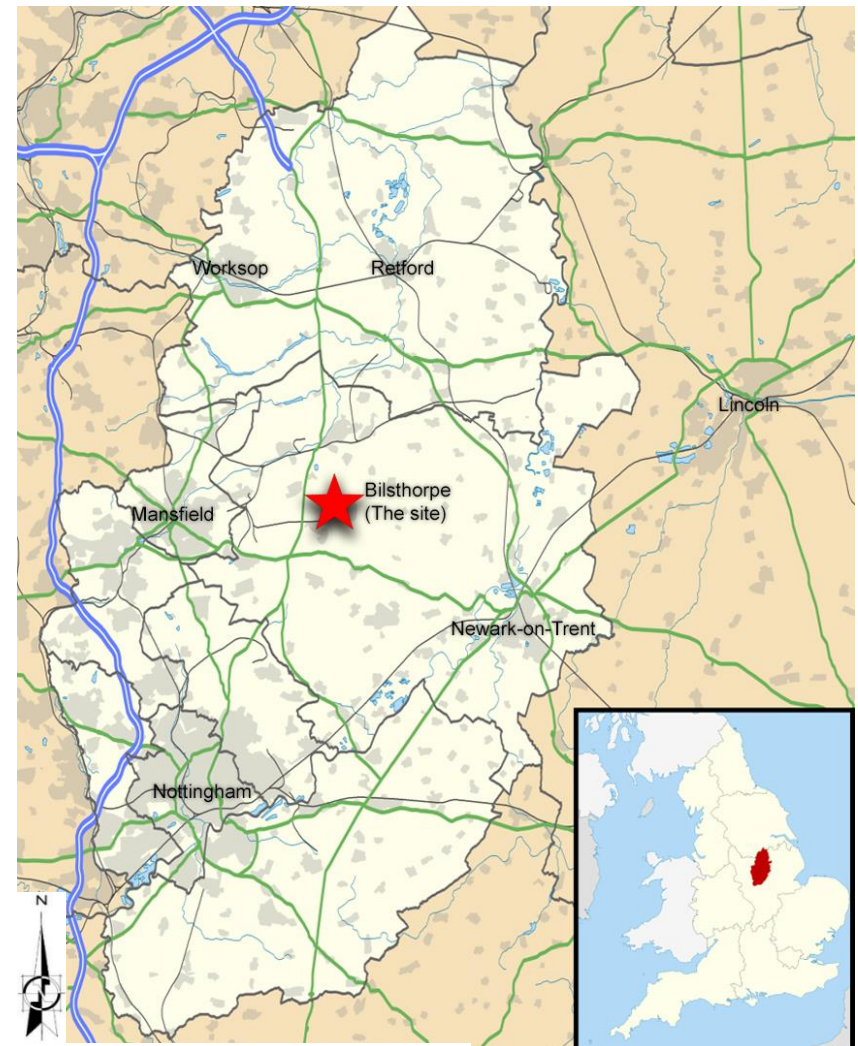 Worksop
Retford
Lincoln
Bilsthorpe
(The site)
Mansfield
Newark-on-Trent
Nottingham
N